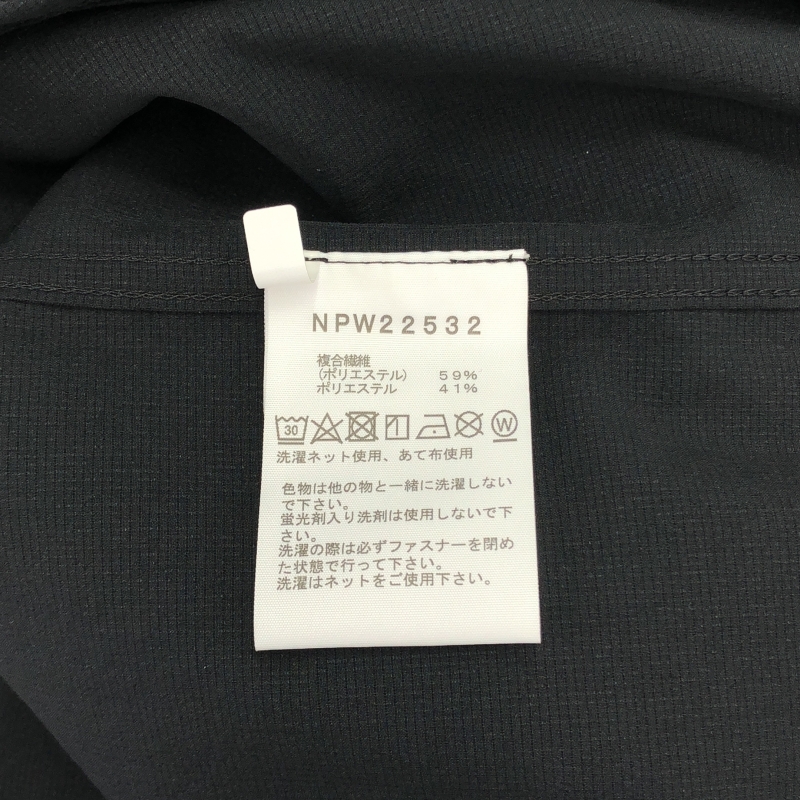 NPW22532
複合繊維
(ポリエステル) 59%
ポリエステル 41%
30 W
洗濯ネット使用、あて布使用
色物は他の物と一緒に洗濯しない
で下さい。
蛍光剤入り洗剤は使用しないで下
さい。
洗濯の際は必ずファスナーを閉め
た状態で行って下さい。
洗濯はネットをご使用下さい。